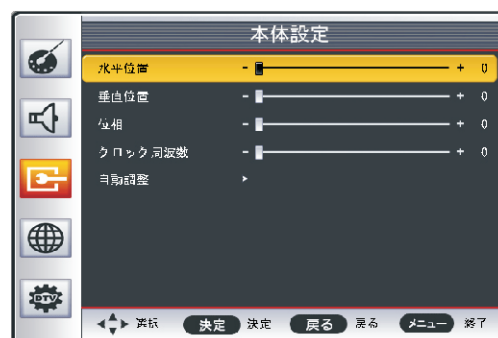 本体設定
水平位置 - + 0
垂直位置 - + 0
位相 - + 0
クロック周波数 - + 0
自動調整
DTV
選択 決定 決定 戻る 戻る メニュー 終了